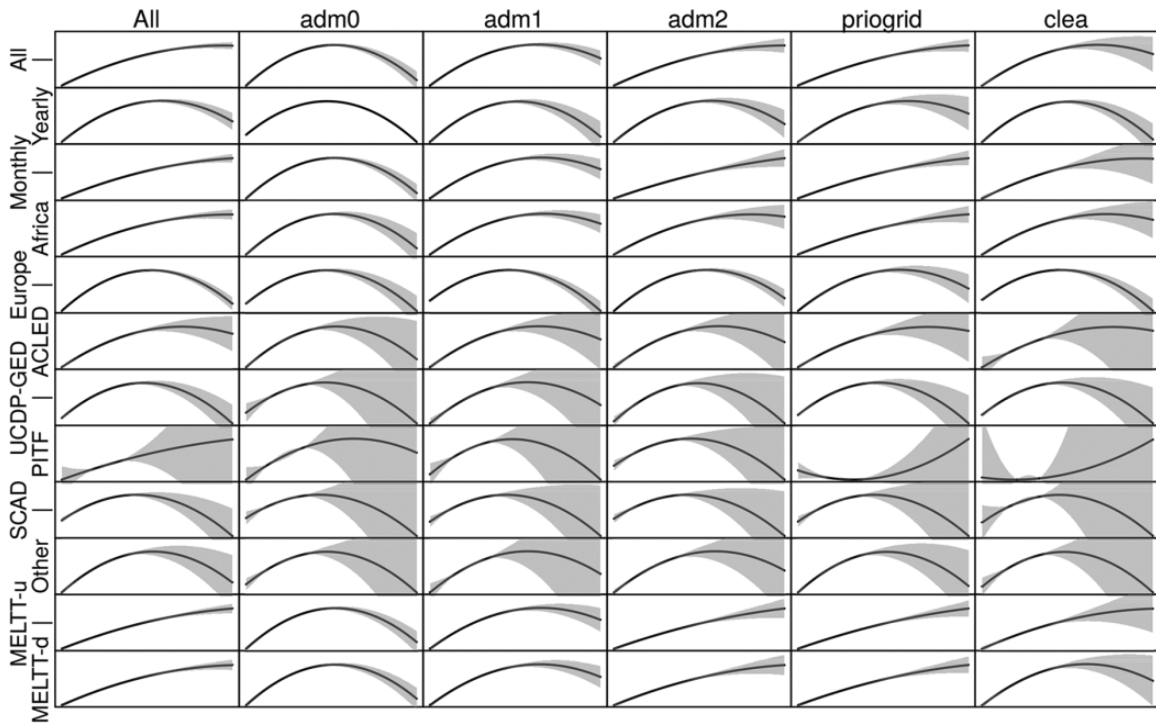 All adm0 adm1 adm2 priogrid clea
All
Yearly
Monthly
Africa
Europe
ACLED
UCDP-GED
PITF
SCAD
Other
MELTT-u
MELTT-d